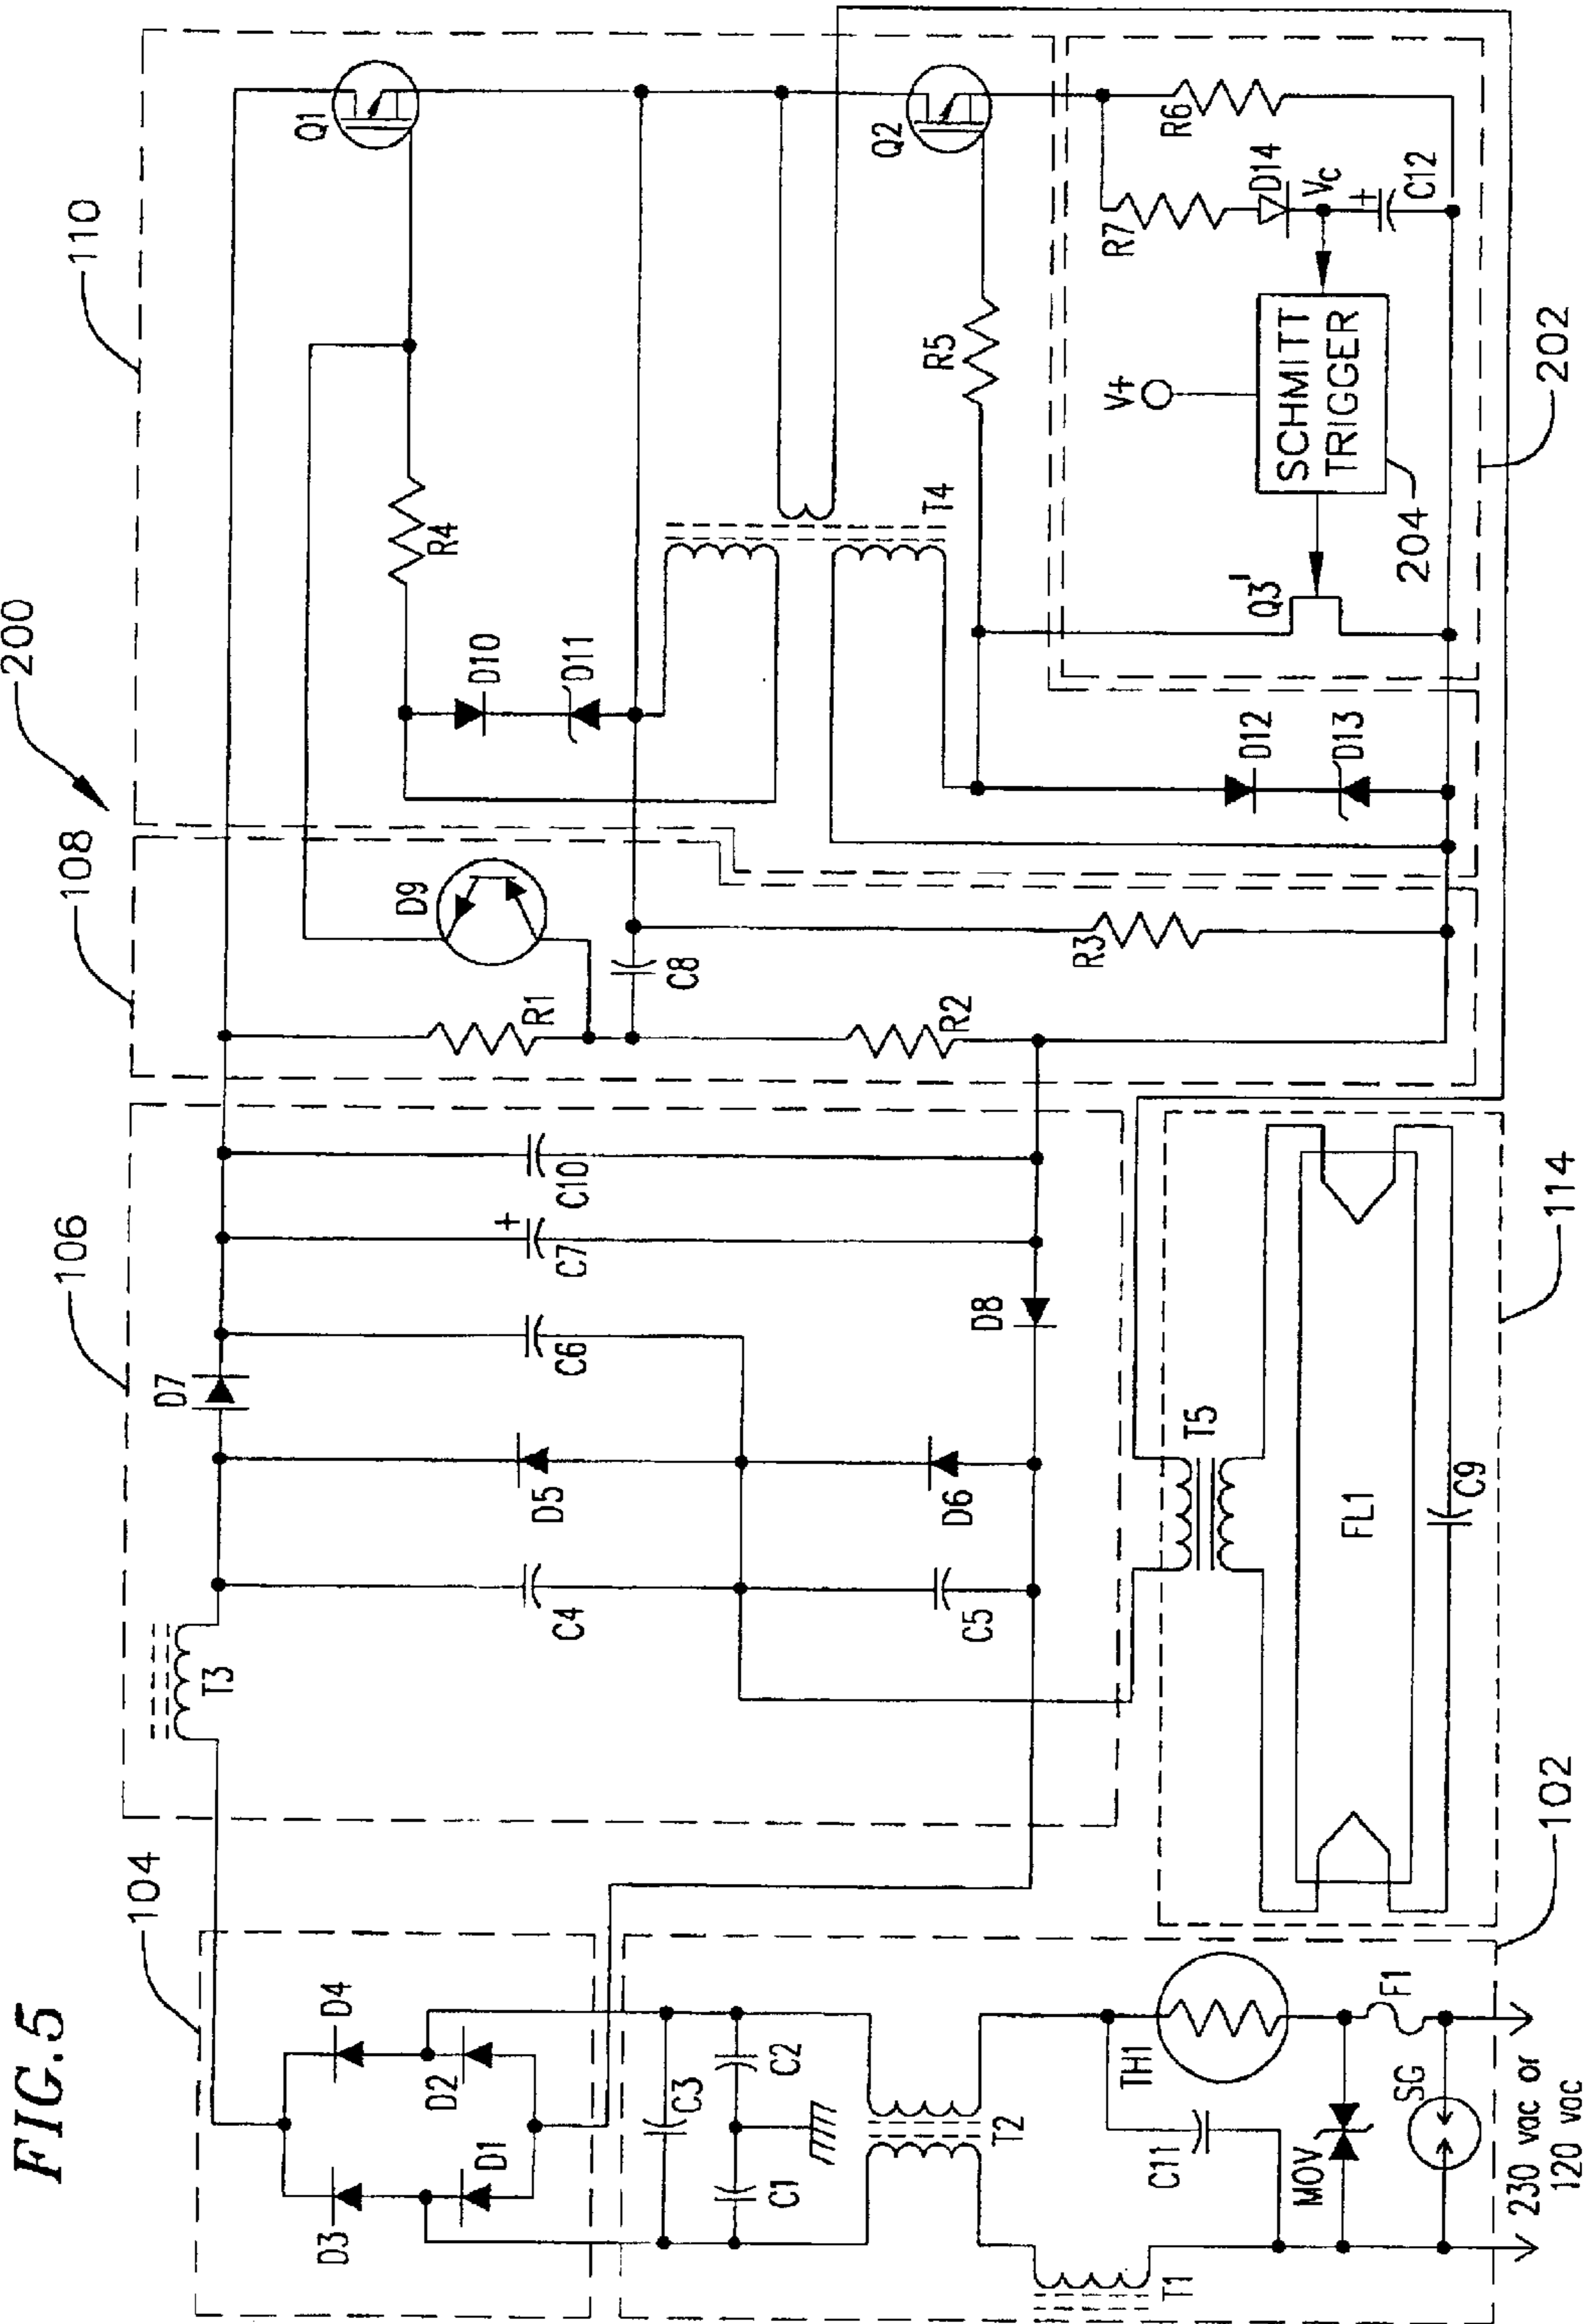 FIG.5
200
110
108
106
104
Q1
R4
D10
D11
D9
R1
C8
R3
R2
Q2
R5
T4
R6
R7
D14
Vc
+
C12
V+
SCHMITT
TRIGGER
204
Q3'
202
D12
D13
C10
+
C7
C6
D7
D8
D5
D6
C4
C5
T3
T5
FL1
C9
114
102
D4
D3
D2
D1
C3
C2
C1
T2
TH1
C11
F1
MOV
SG
T1
230 vac or
120 vac